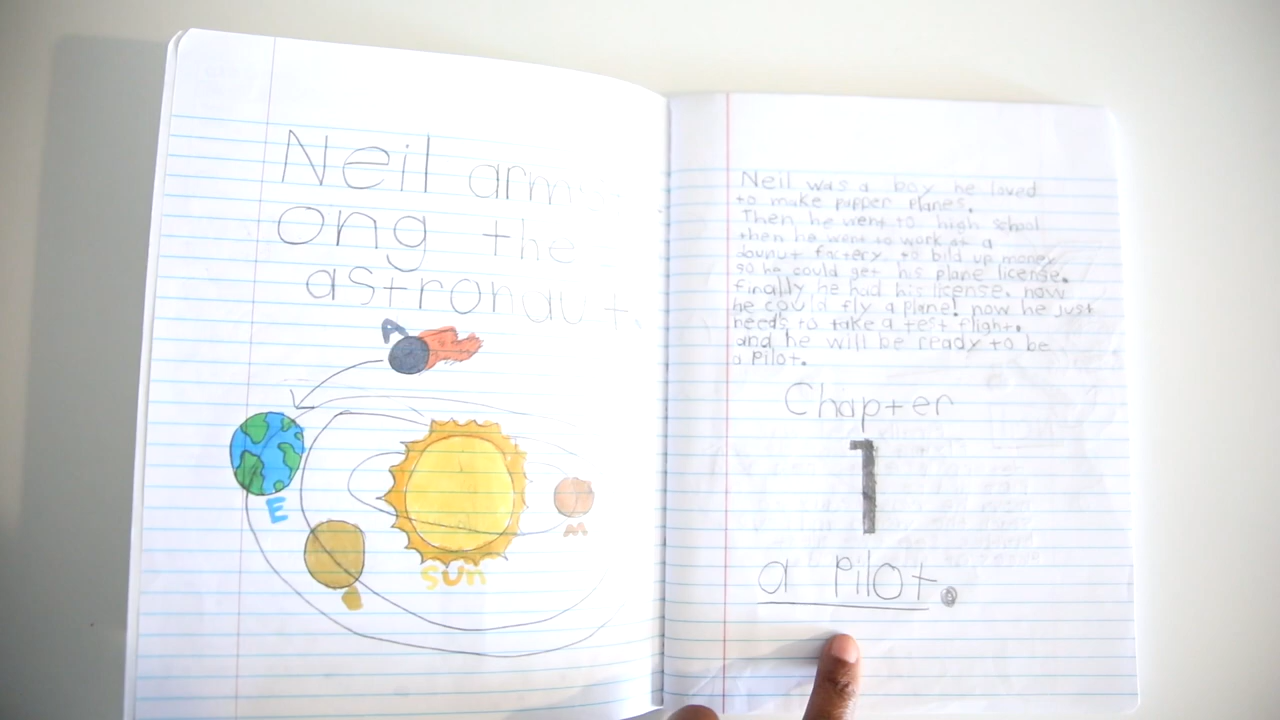 Neil arms
ong the
astronaut.
A
E
sun
M
Neil was a boy he loved
to make papper planes.
Then he went to high school
then he went to work at a
dounut factery, to bild up money
so he could get his plane license.
finally he had his license. now
he could fly a plane! now he just
needs to take a test flight.
and he will be ready to be
a pilot.
Chapter
1
a pilot.